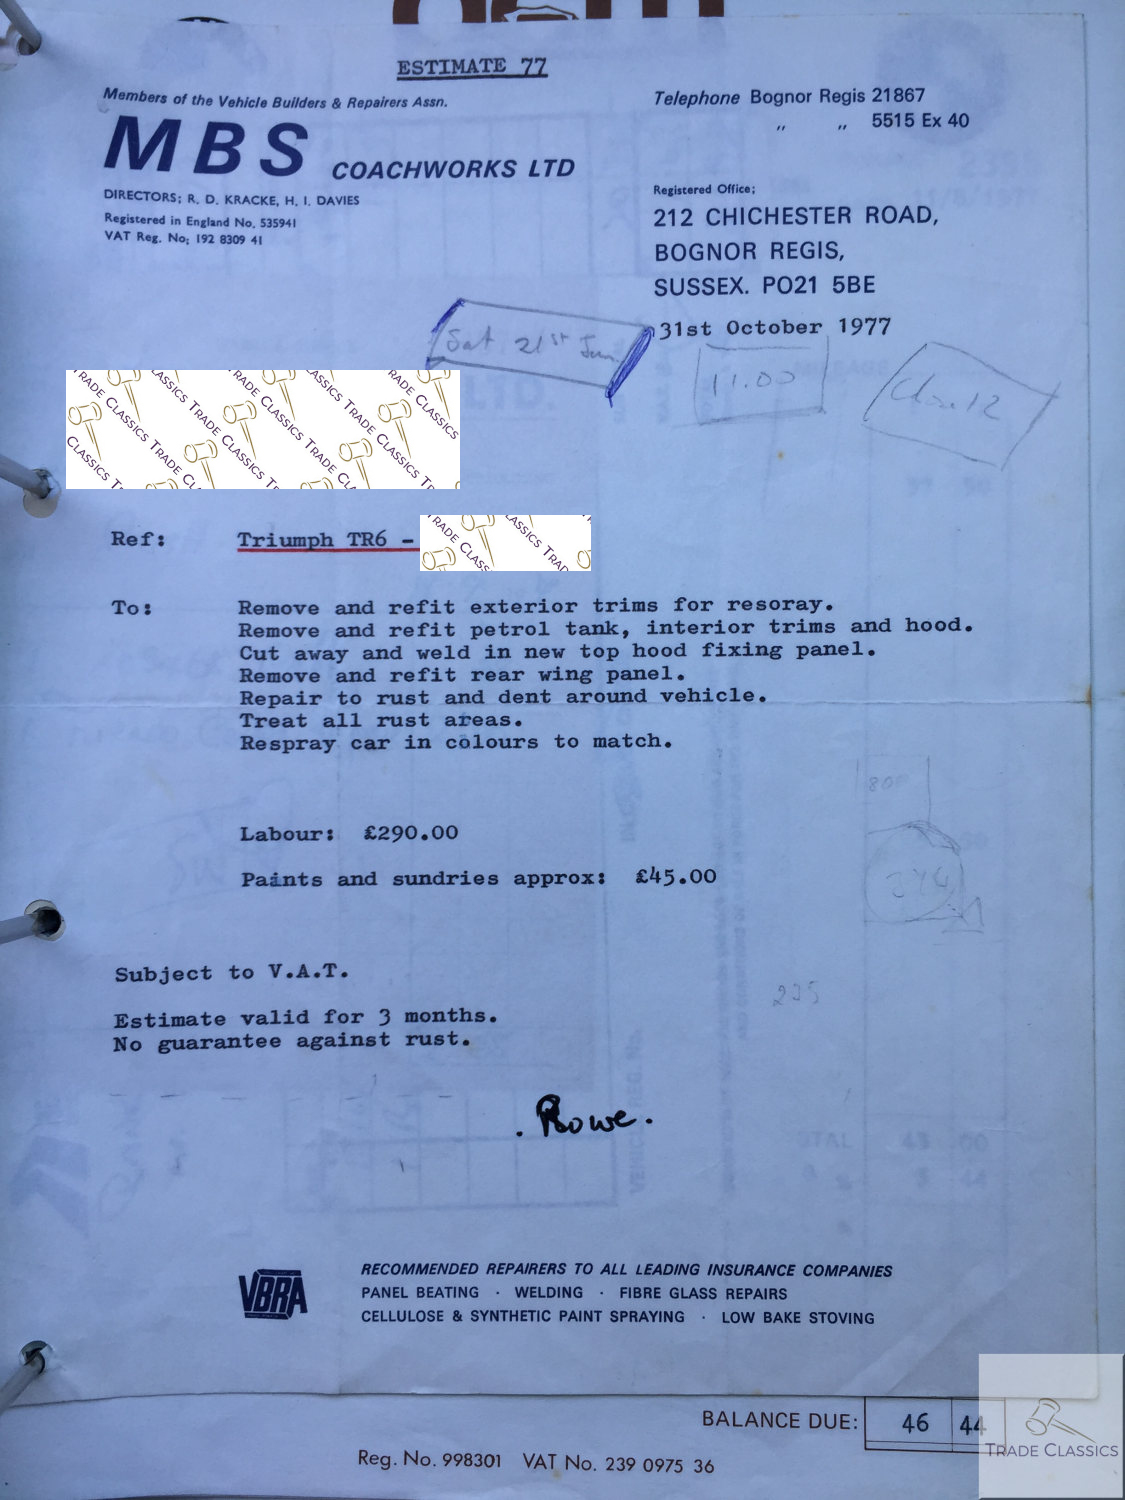 ESTIMATE 77
Members of the Vehicle Builders & Repairers Assn.
MBS COACHWORKS LTD
DIRECTORS; R. D. KRACKE, H. I. DAVIES
Registered in England No. 535941
VAT Reg. No; 192 8309 41
Telephone Bognor Regis 21867
" " 5515 Ex 40
Registered Office;
212 CHICHESTER ROAD,
BOGNOR REGIS,
SUSSEX. PO21 5BE
31st October 1977
Sat 21st Jun
11.00
Ref: Triumph TR6 -
To: Remove and refit exterior trims for resoray.
Remove and refit petrol tank, interior trims and hood.
Cut away and weld in new top hood fixing panel.
Remove and refit rear wing panel.
Repair to rust and dent around vehicle.
Treat all rust areas.
Respray car in colours to match.
800
Labour: £290.00
Paints and sundries approx: £45.00
374
Subject to V.A.T.
235
Estimate valid for 3 months.
No guarantee against rust.
Rowe.
VBRA
RECOMMENDED REPAIRERS TO ALL LEADING INSURANCE COMPANIES
PANEL BEATING · WELDING · FIBRE GLASS REPAIRS
CELLULOSE & SYNTHETIC PAINT SPRAYING · LOW BAKE STOVING
BALANCE DUE: 46 44
Reg. No. 998301 VAT No. 239 0975 36
TRADE CLASSICS